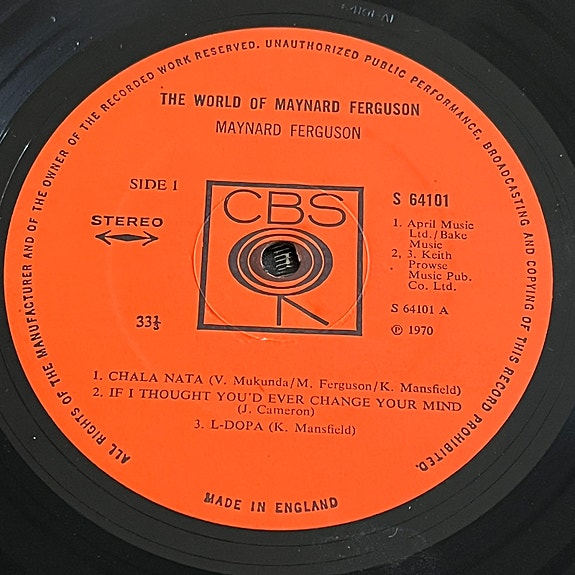 ALL RIGHTS OF THE MANUFACTURER AND OF THE OWNER OF THE RECORDED WORK RESERVED. UNAUTHORIZED PUBLIC PERFORMANCE, BROADCASTING AND COPYING OF THIS RECORD PROHIBITED.
THE WORLD OF MAYNARD FERGUSON
MAYNARD FERGUSON
SIDE 1
STEREO
33⅓
CBS
S 64101
1. April Music
Ltd./Bake
Music
2, 3. Keith
Prowse
Music Pub.
Co. Ltd.
S 64101 A
℗ 1970
1. CHALA NATA (V. Mukunda/M. Ferguson/K. Mansfield)
2. IF I THOUGHT YOU'D EVER CHANGE YOUR MIND
(J. Cameron)
3. L-DOPA (K. Mansfield)
MADE IN ENGLAND